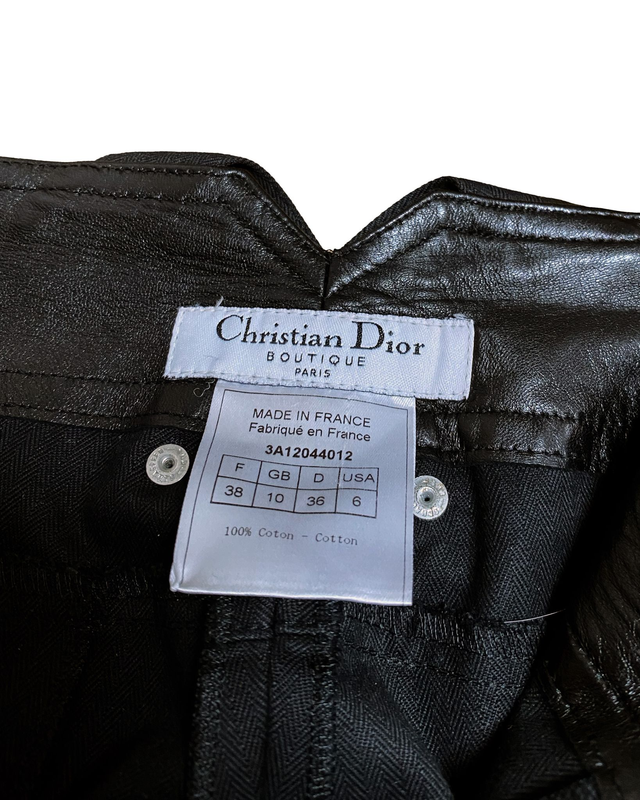 Christian Dior
BOUTIQUE
PARIS
MADE IN FRANCE
Fabriqué en France
3A12044012
F GB D USA
38 10 36 6
100% Coton - Cotton